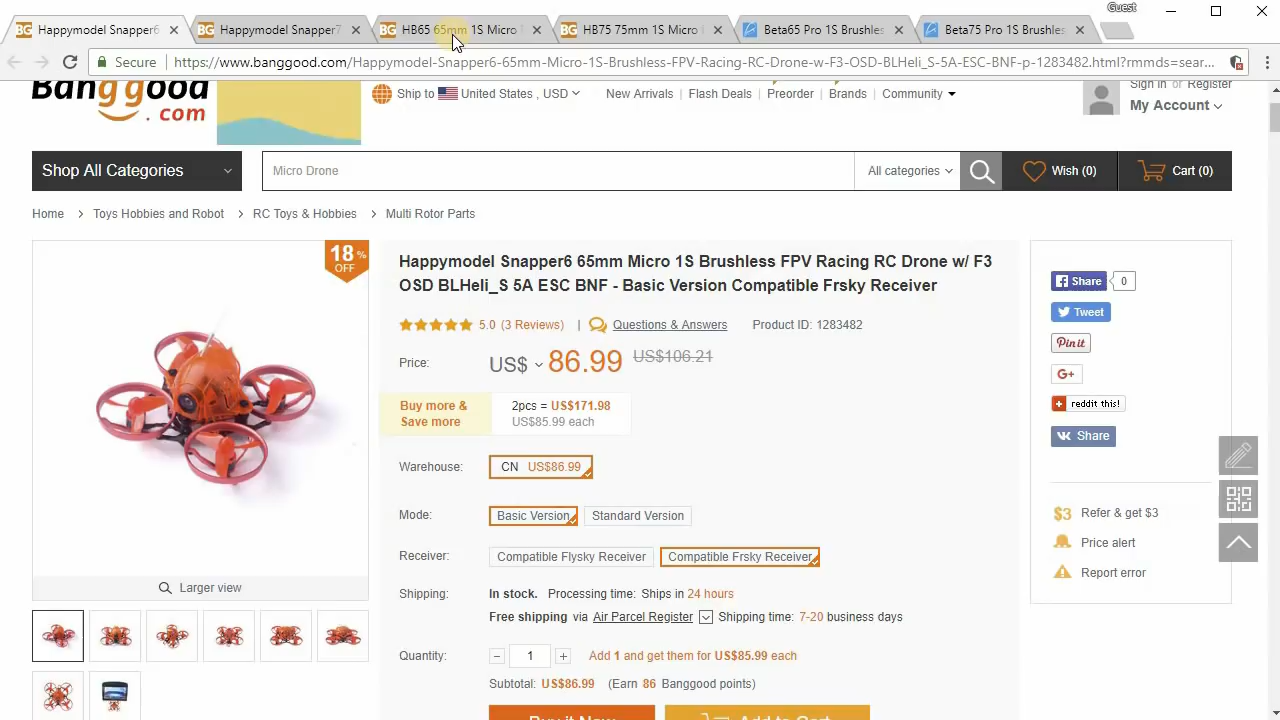 Guest
Happymodel Snapper6
Happymodel Snapper7
HB65 65mm 1S Micro
HB75 75mm 1S Micro
Beta65 Pro 1S Brushles
Beta75 Pro 1S Brushles
Secure
https://www.banggood.com/Happymodel-Snapper6-65mm-Micro-1S-Brushless-FPV-Racing-RC-Drone-w-F3-OSD-BLHeli_S-5A-ESC-BNF-p-1283482.html?rmmds=sear...
Banggood
.com
Ship to United States , USD
New Arrivals | Flash Deals | Preorder | Brands | Community
Sign in or Register
My Account
Shop All Categories
Micro Drone
All categories
Wish (0)
Cart (0)
Home > Toys Hobbies and Robot > RC Toys & Hobbies > Multi Rotor Parts
18%
OFF
Happymodel Snapper6 65mm Micro 1S Brushless FPV Racing RC Drone w/ F3
OSD BLHeli_S 5A ESC BNF - Basic Version Compatible Frsky Receiver
5.0 (3 Reviews) | Questions & Answers Product ID: 1283482
Price: US$ 86.99 US$106.21
Buy more &
Save more
2pcs = US$171.98
US$85.99 each
Warehouse: CN US$86.99
Mode: Basic Version Standard Version
Receiver: Compatible Flysky Receiver Compatible Frsky Receiver
Shipping: In stock. Processing time: Ships in 24 hours
Free shipping via Air Parcel Register Shipping time: 7-20 business days
Quantity: − 1 + Add 1 and get them for US$85.99 each
Subtotal: US$86.99 (Earn 86 Banggood points)
Buy it Now
Add to Cart
Larger view
Share 0
Tweet
Pin it
G+
reddit this!
Share
$3 Refer & get $3
Price alert
Report error